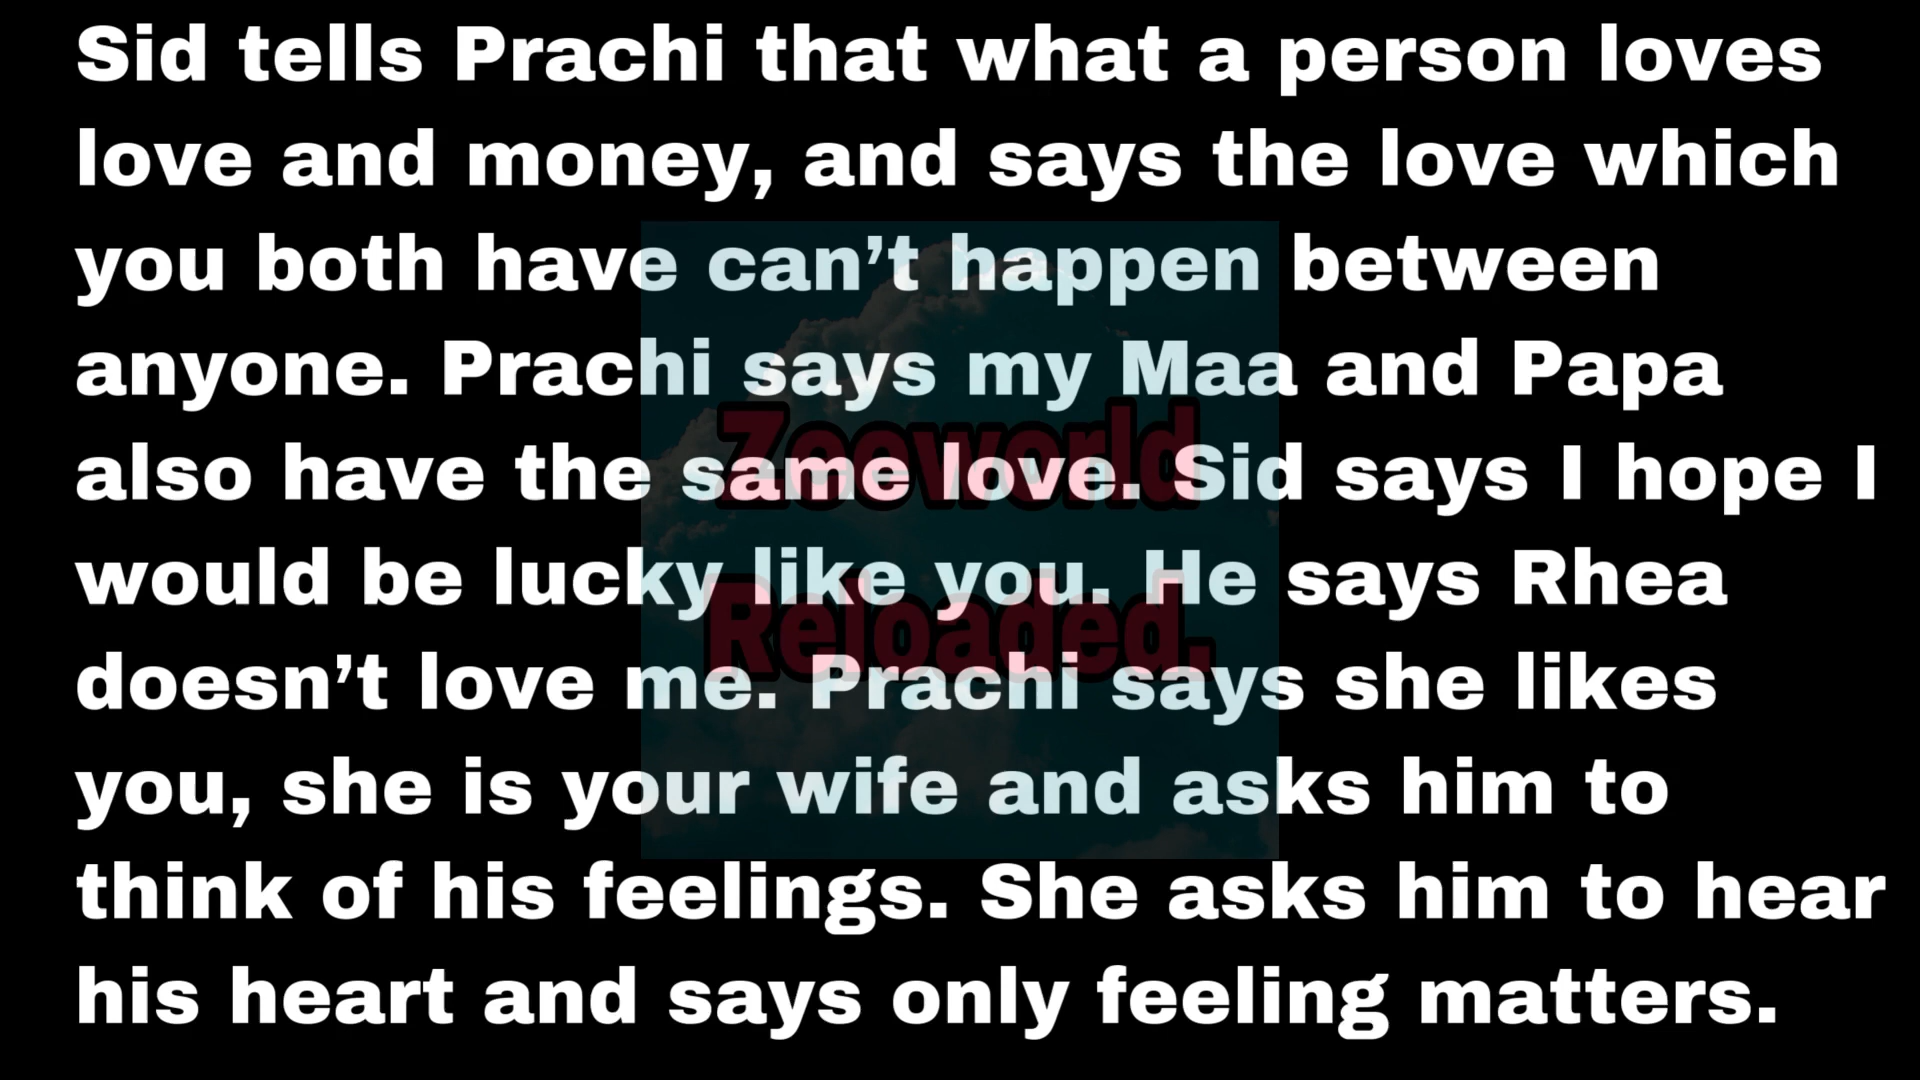 Sid tells Prachi that what a person loves
love and money, and says the love which
you both have can’t happen between
anyone. Prachi says my Maa and Papa
also have the same love. Sid says I hope I
would be lucky like you. He says Rhea
doesn’t love me. Prachi says she likes
you, she is your wife and asks him to
think of his feelings. She asks him to hear
his heart and says only feeling matters.
Zeeworld
Reloaded.